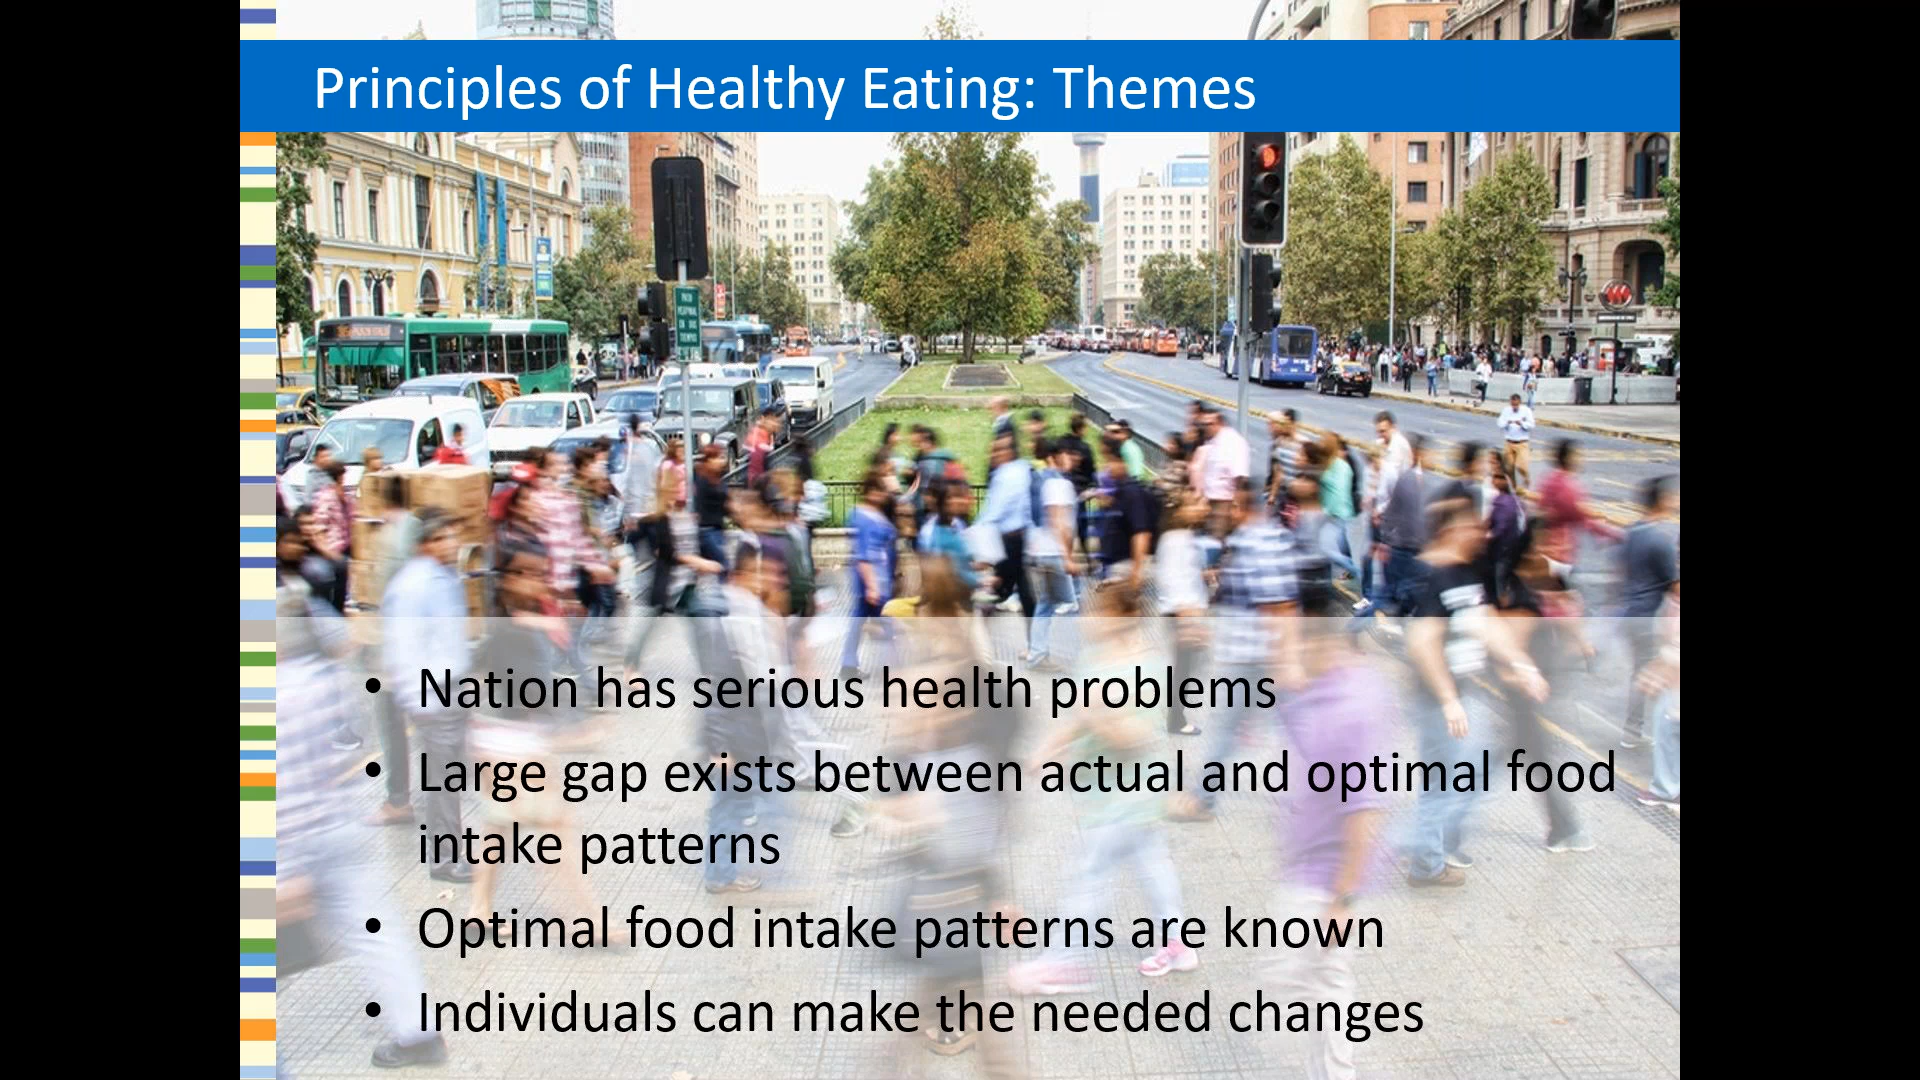 Principles of Healthy Eating: Themes
• Nation has serious health problems
• Large gap exists between actual and optimal food
intake patterns
• Optimal food intake patterns are known
• Individuals can make the needed changes